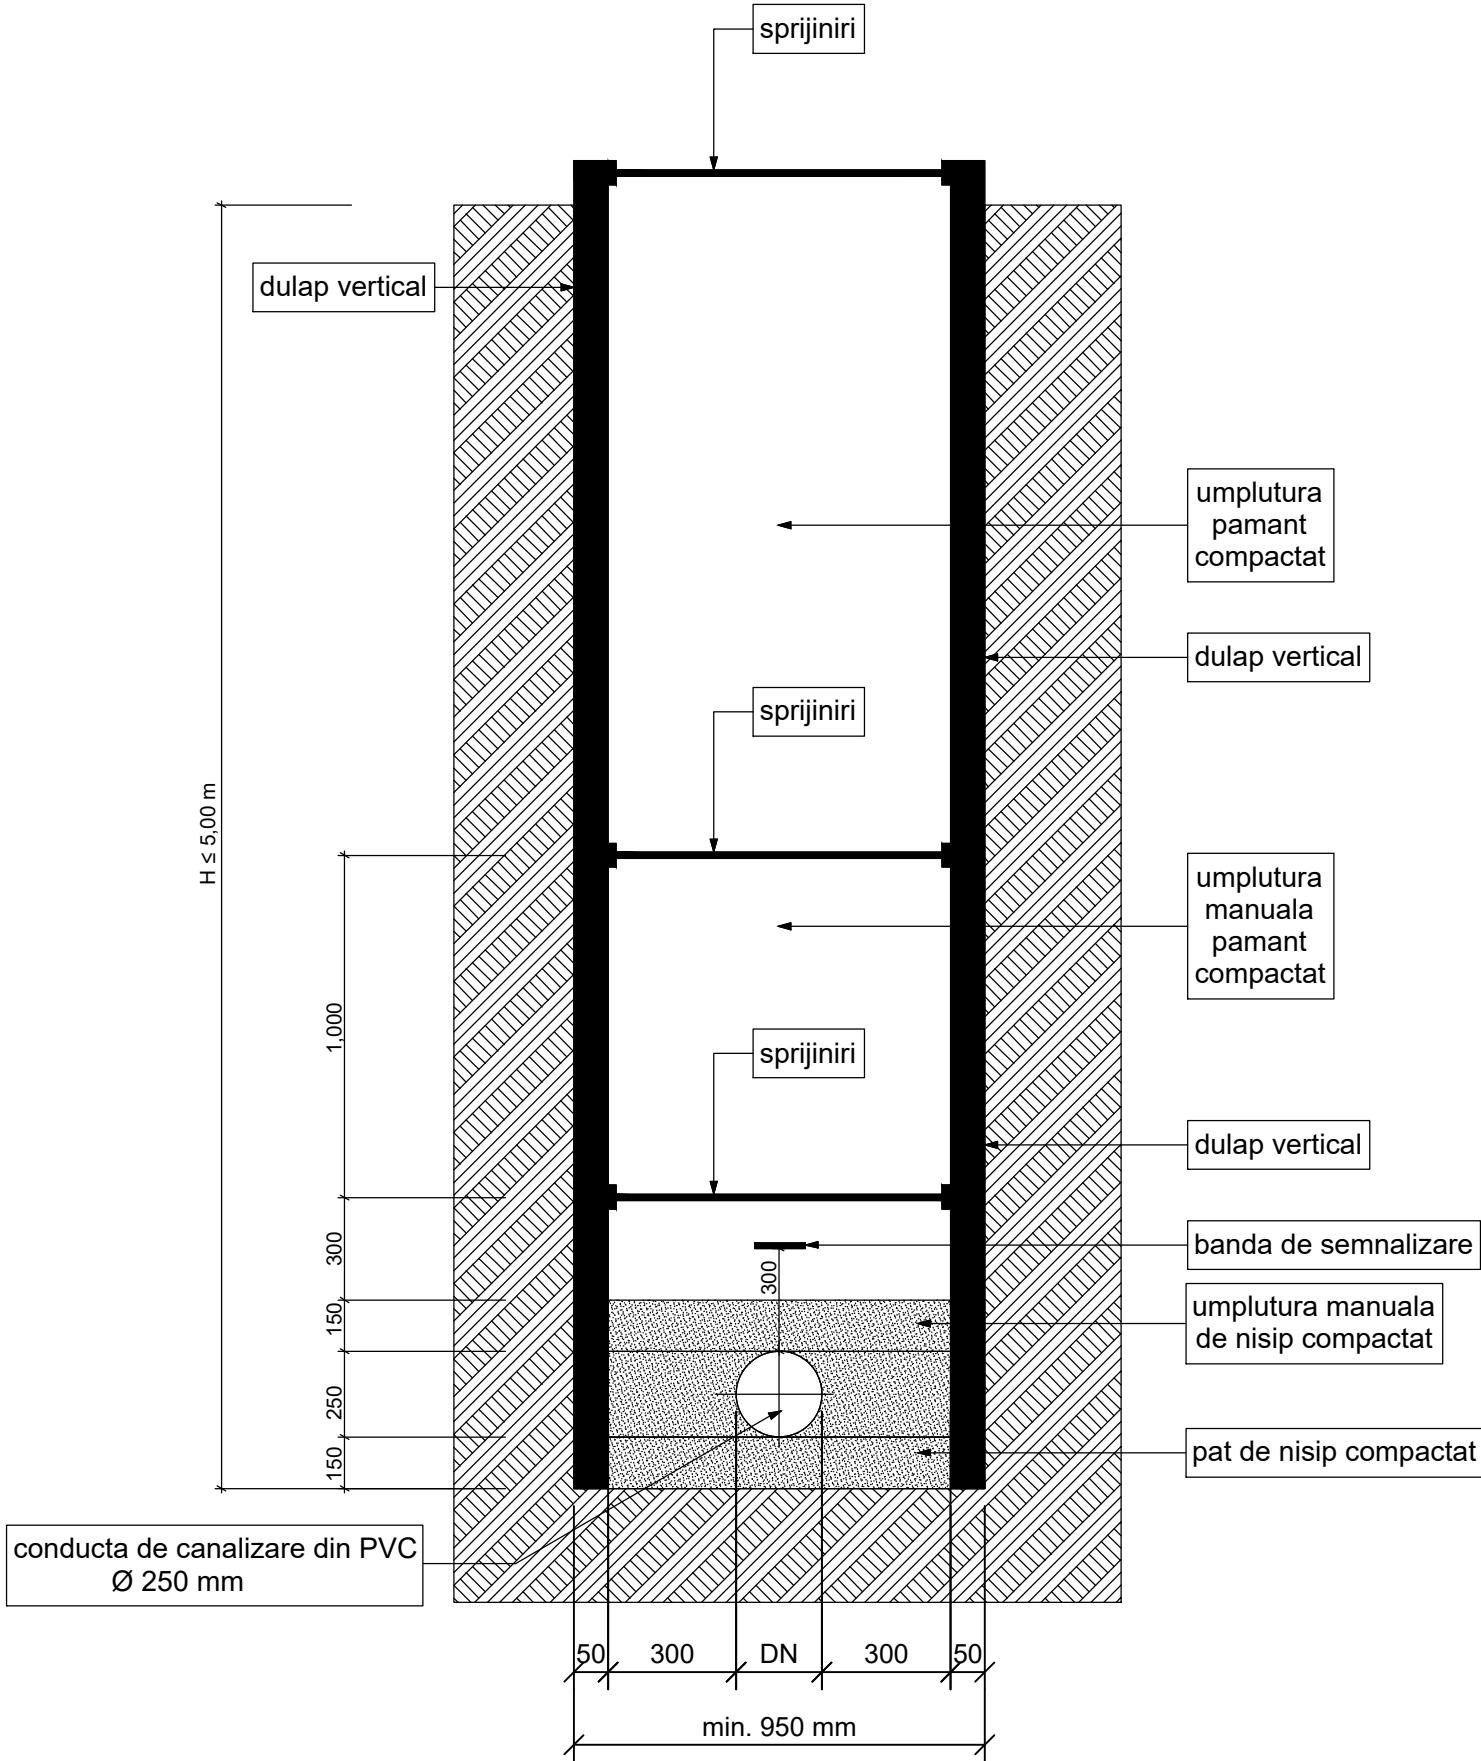 sprijiniri
dulap vertical
umplutura
pamant
compactat
dulap vertical
sprijiniri
H ≤ 5,00 m
umplutura
manuala
pamant
compactat
1,000
sprijiniri
dulap vertical
banda de semnalizare
300
300
umplutura manuala
de nisip compactat
150
250
pat de nisip compactat
150
conducta de canalizare din PVC
Ø 250 mm
50 300 DN 300 50
min. 950 mm